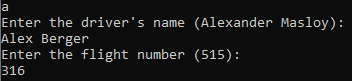 a
Enter the driver's name (Alexander Masloy):
Alex Berger
Enter the flight number (515):
316